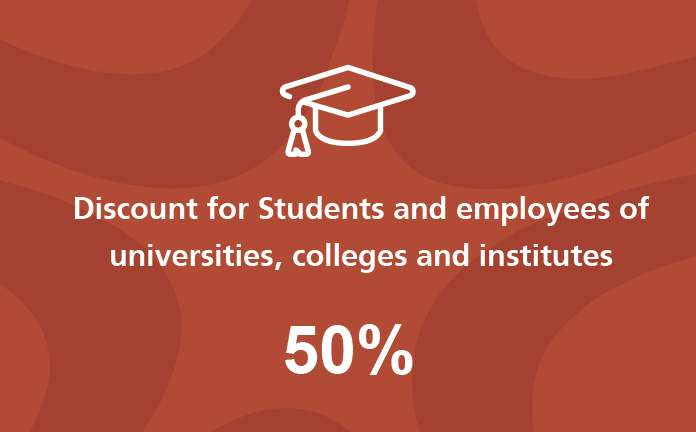 Discount for Students and employees of
universities, colleges and institutes
50%